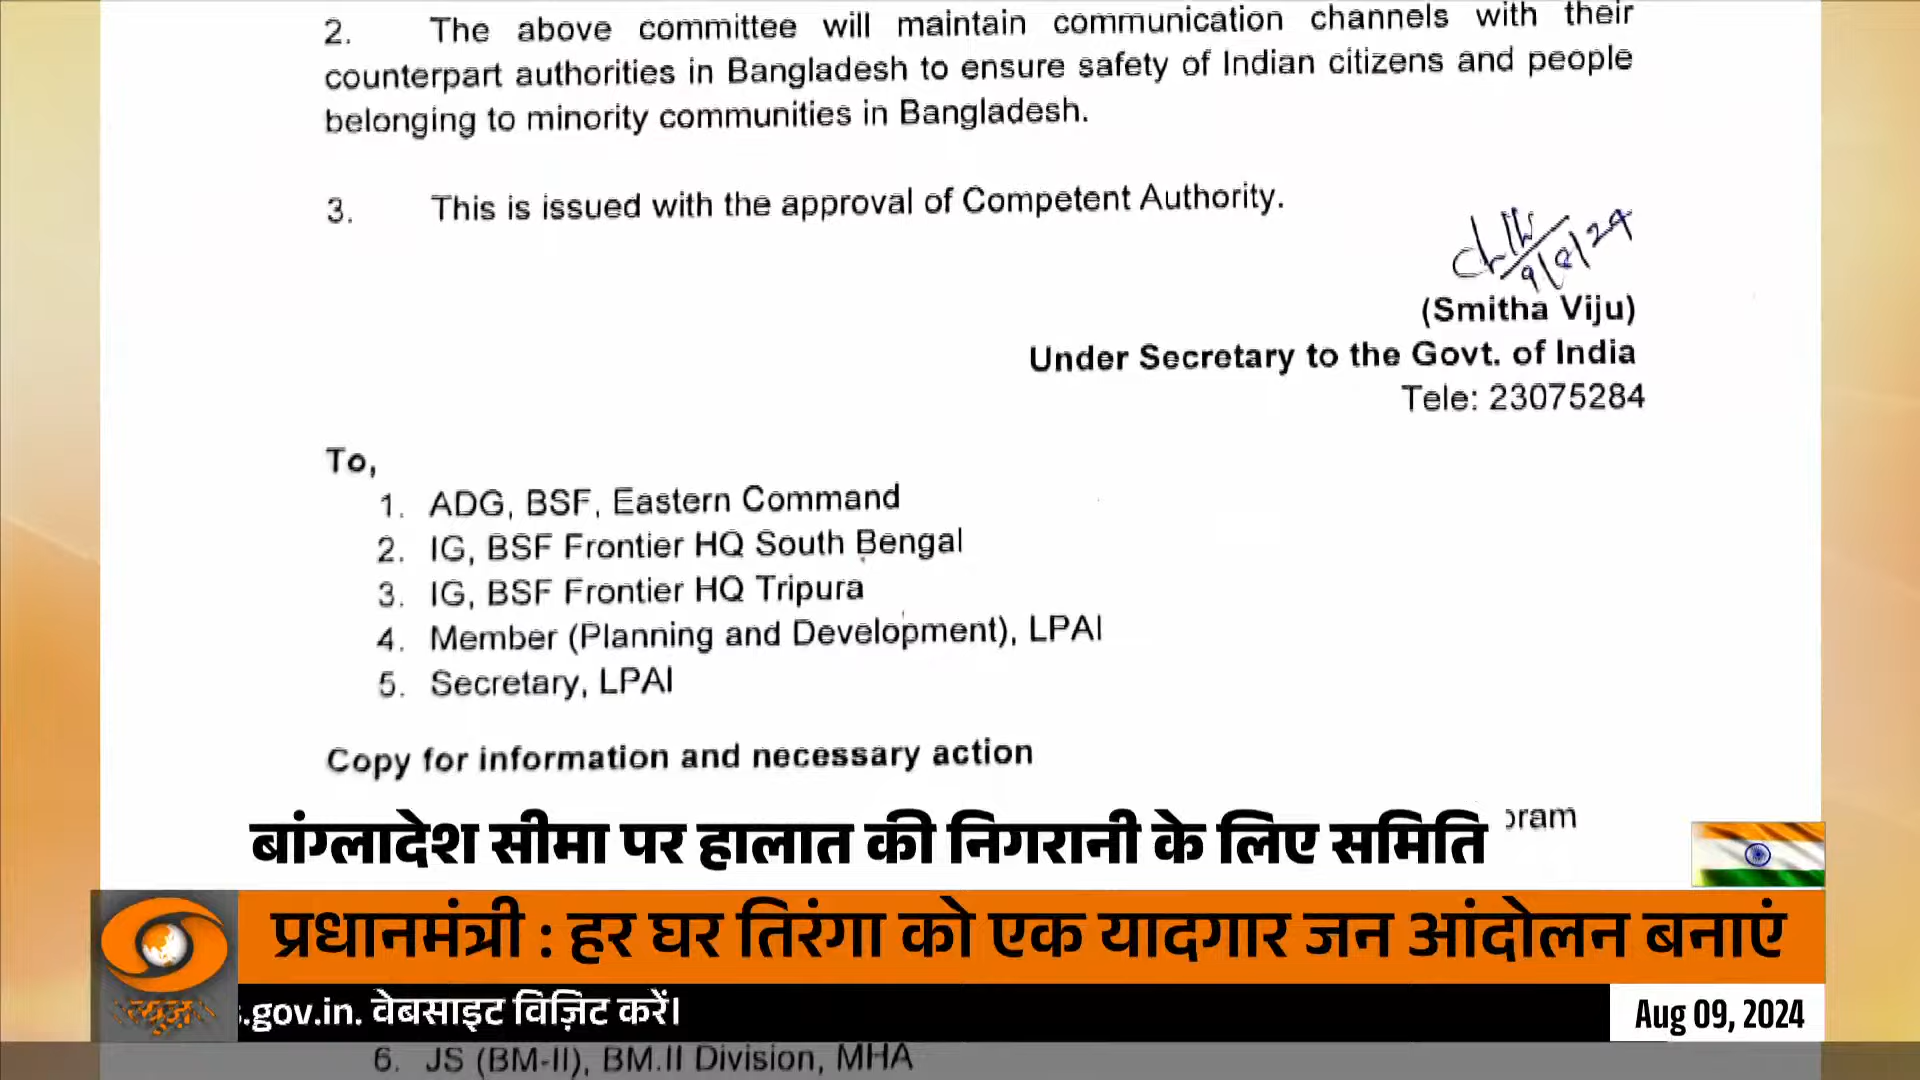 2. The above committee will maintain communication channels with their
counterpart authorities in Bangladesh to ensure safety of Indian citizens and people
belonging to minority communities in Bangladesh.
3. This is issued with the approval of Competent Authority.
9/8/24
(Smitha Viju)
Under Secretary to the Govt. of India
Tele: 23075284
To,
1. ADG, BSF, Eastern Command
2. IG, BSF Frontier HQ South Bengal
3. IG, BSF Frontier HQ Tripura
4. Member (Planning and Development), LPAI
5. Secretary, LPAI
Copy for information and necessary action
बांग्लादेश सीमा पर हालात की निगरानी के लिए समिति
प्रधानमंत्री : हर घर तिरंगा को एक यादगार जन आंदोलन बनाएं
न्यूज़
.gov.in. वेबसाइट विज़िट करें।
Aug 09, 2024
6. JS (BM-II), BM.II Division, MHA